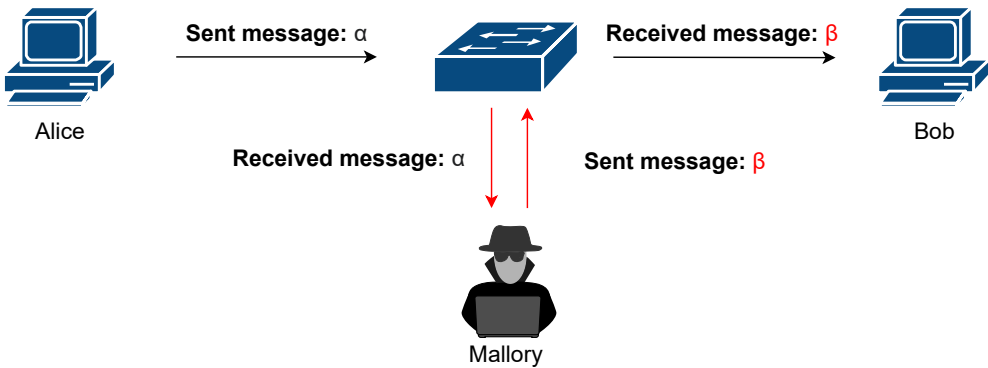 Sent message: α
Received message: β
Alice
Bob
Received message: α
Sent message: β
Mallory